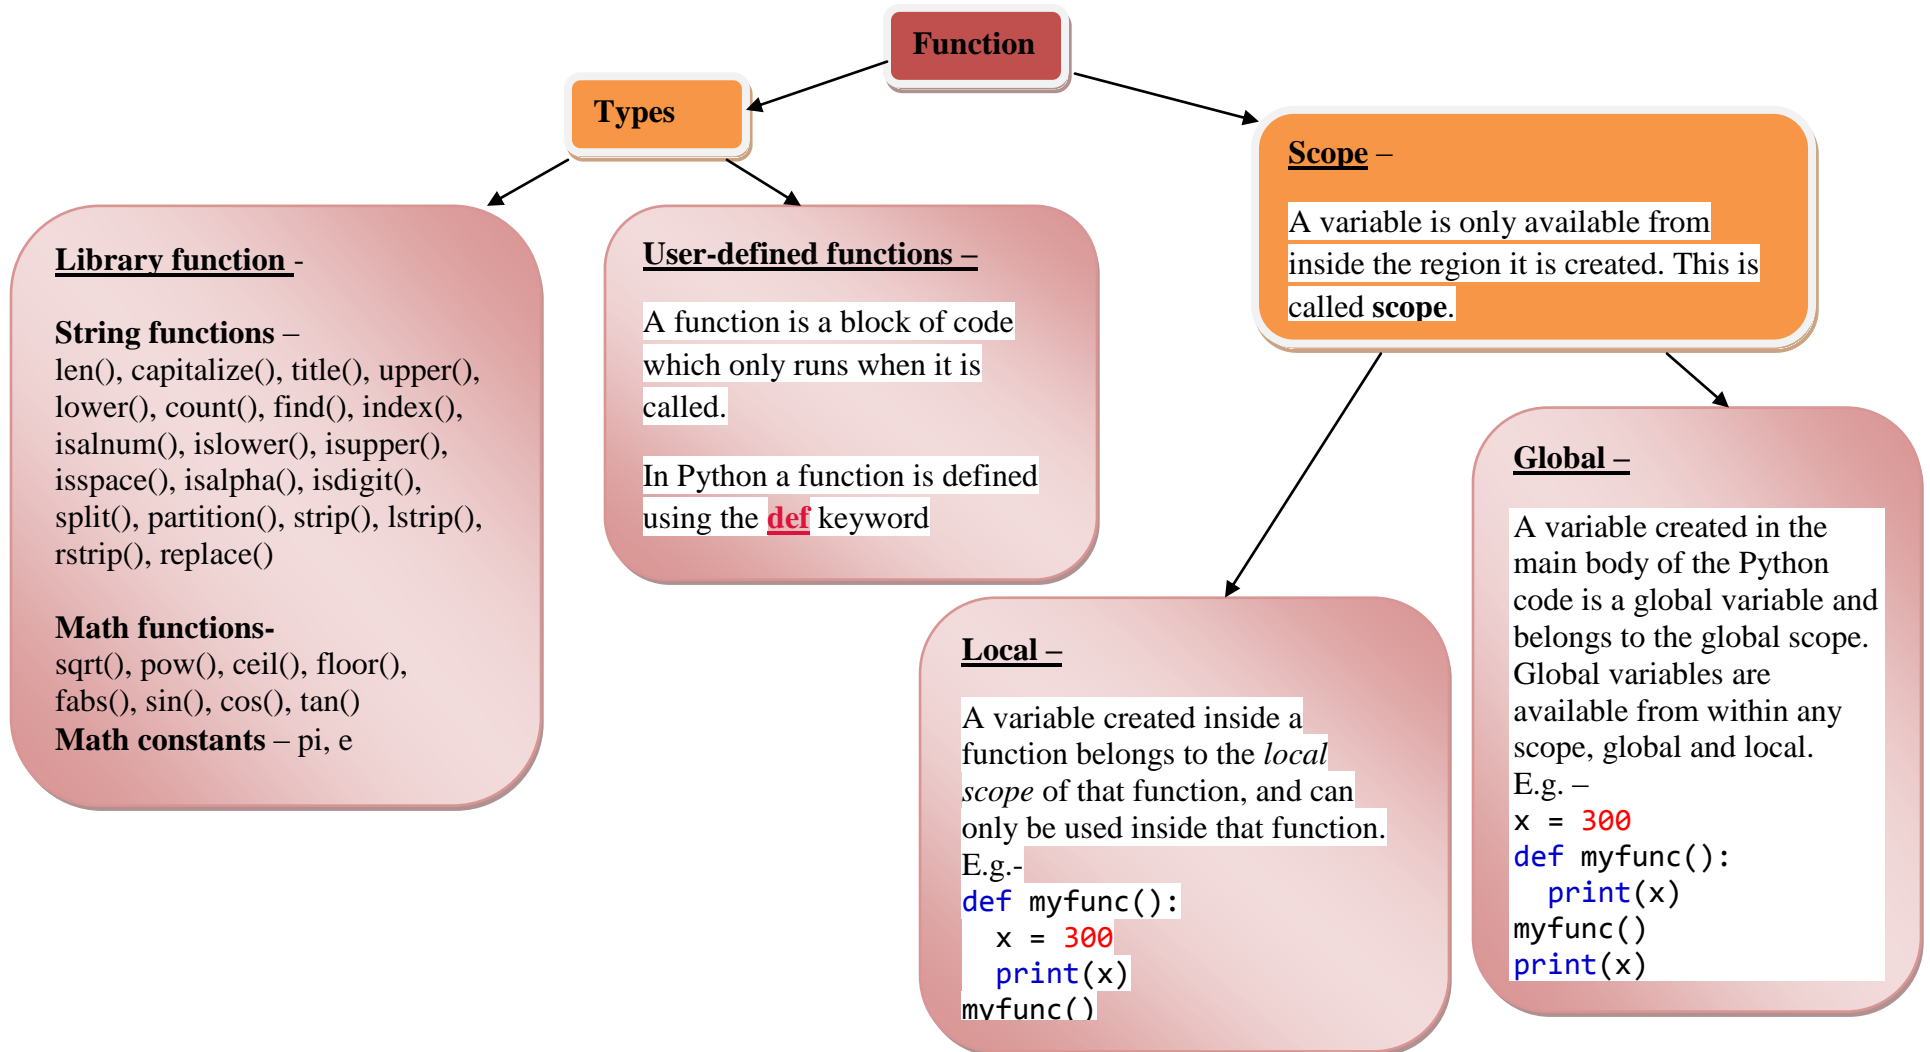 Function
Types
Library function -
String functions –
len(), capitalize(), title(), upper(),
lower(), count(), find(), index(),
isalnum(), islower(), isupper(),
isspace(), isalpha(), isdigit(),
split(), partition(), strip(), lstrip(),
rstrip(), replace()
Math functions-
sqrt(), pow(), ceil(), floor(),
fabs(), sin(), cos(), tan()
Math constants – pi, e
User-defined functions –
A function is a block of code
which only runs when it is
called.
In Python a function is defined
using the def keyword
Scope –
A variable is only available from
inside the region it is created. This is
called scope.
Local –
A variable created inside a
function belongs to the local
scope of that function, and can
only be used inside that function.
E.g.-
def myfunc():
  x = 300
  print(x)
myfunc()
Global –
A variable created in the
main body of the Python
code is a global variable and
belongs to the global scope.
Global variables are
available from within any
scope, global and local.
E.g. –
x = 300
def myfunc():
  print(x)
myfunc()
print(x)